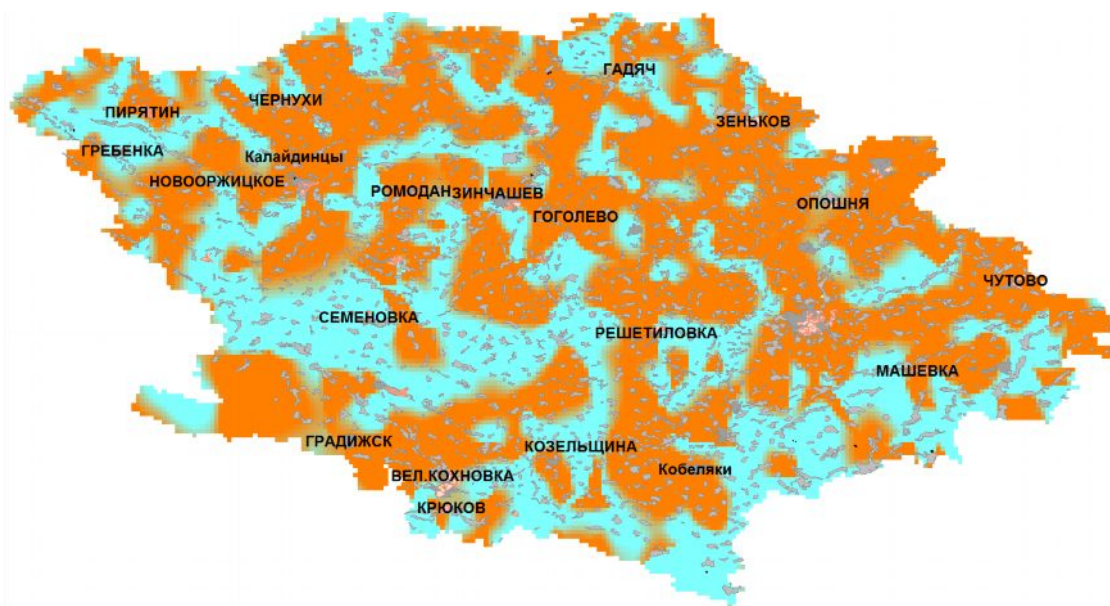 ГАДЯЧ
ЧЕРНУХИ
ПИРЯТИН
ЗЕНЬКОВ
ГРЕБЕНКА
Калайдинцы
НОВООРЖИЦКОЕ
РОМОДАН
ЗИНЧАШЕВ
ОПОШНЯ
ГОГОЛЕВО
ЧУТОВО
СЕМЕНОВКА
РЕШЕТИЛОВКА
МАШЕВКА
ГРАДИЖСК
КОЗЕЛЬЩИНА
Кобеляки
ВЕЛ.КОХНОВКА
КРЮКОВ